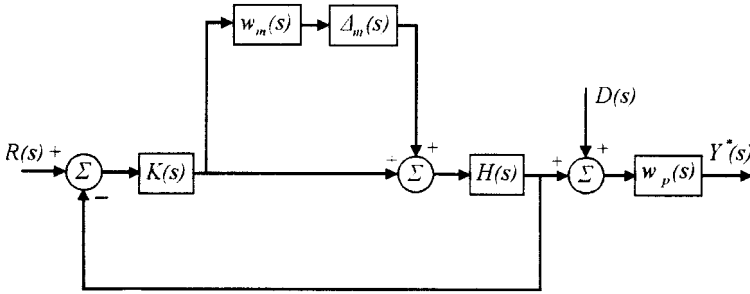 w_m(s)
Δ_m(s)
D(s)
R(s) +
Σ
K(s)
−
+
+
Σ
H(s)
+
+
Σ
w_p(s)
Y*(s)